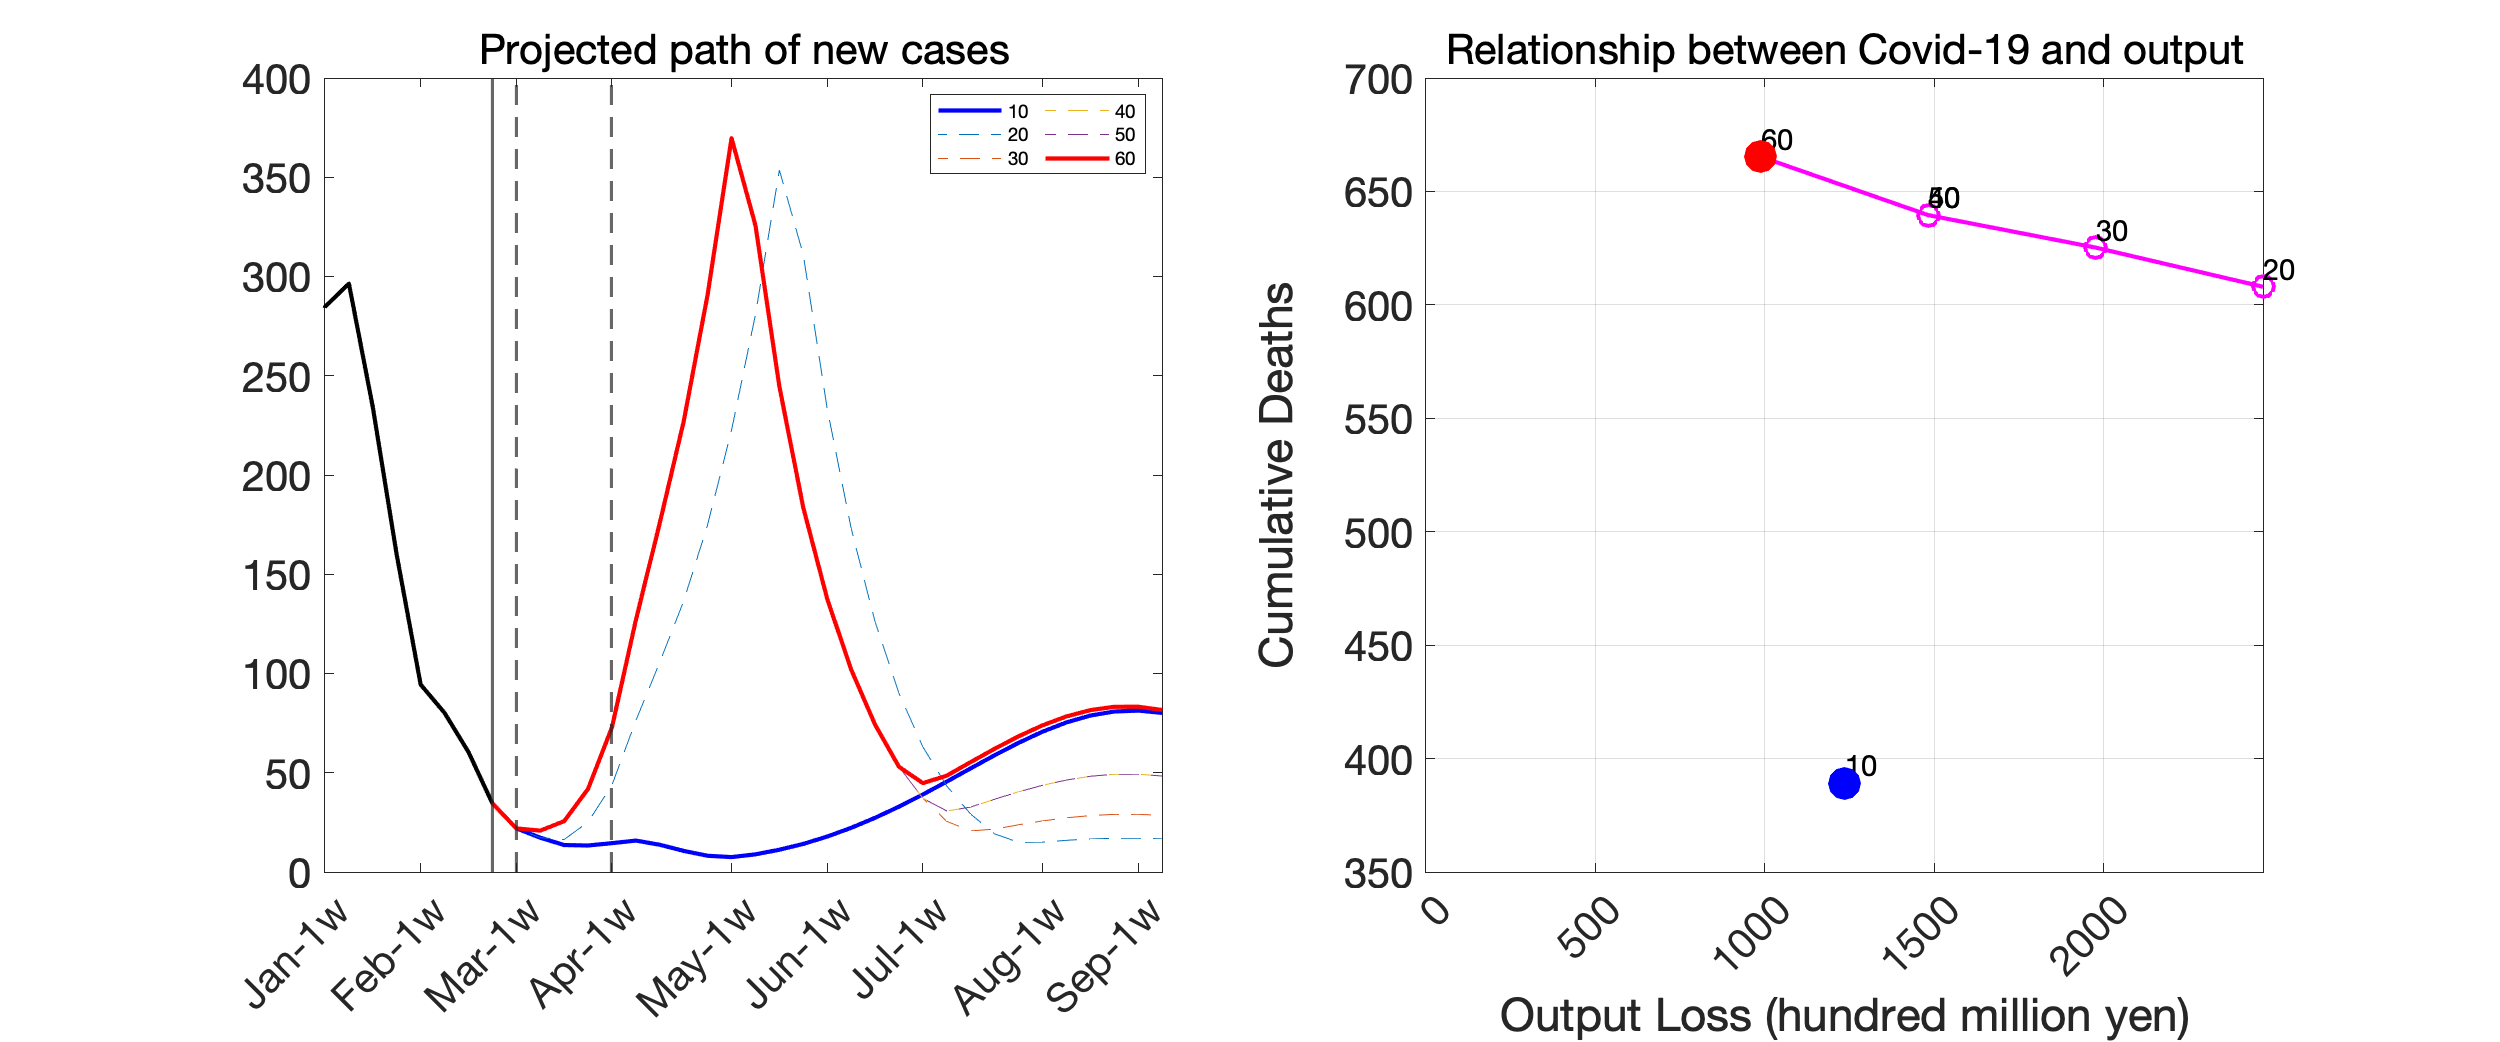 Projected path of new cases
400
350
300
250
200
150
100
50
0
10
20
30
40
50
60
Jan-1w
Feb-1w
Mar-1w
Apr-1w
May-1w
Jun-1w
Jul-1w
Aug-1w
Sep-1w
Relationship between Covid-19 and output
Cumulative Deaths
700
650
600
550
500
450
400
350
60
40
50
30
20
10
0
500
1000
1500
2000
Output Loss (hundred million yen)